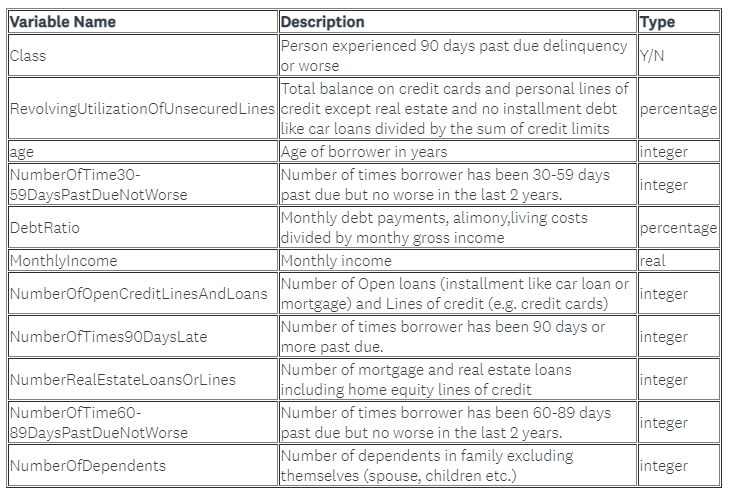 Variable Name Description Type
Class Person experienced 90 days past due delinquency
or worse Y/N
RevolvingUtilizationOfUnsecuredLines Total balance on credit cards and personal lines of
credit except real estate and no installment debt
like car loans divided by the sum of credit limits percentage
age Age of borrower in years integer
NumberOfTime30-
59DaysPastDueNotWorse Number of times borrower has been 30-59 days
past due but no worse in the last 2 years. integer
DebtRatio Monthly debt payments, alimony,living costs
divided by monthy gross income percentage
MonthlyIncome Monthly income real
NumberOfOpenCreditLinesAndLoans Number of Open loans (installment like car loan or
mortgage) and Lines of credit (e.g. credit cards) integer
NumberOfTimes90DaysLate Number of times borrower has been 90 days or
more past due. integer
NumberRealEstateLoansOrLines Number of mortgage and real estate loans
including home equity lines of credit integer
NumberOfTime60-
89DaysPastDueNotWorse Number of times borrower has been 60-89 days
past due but no worse in the last 2 years. integer
NumberOfDependents Number of dependents in family excluding
themselves (spouse, children etc.) integer